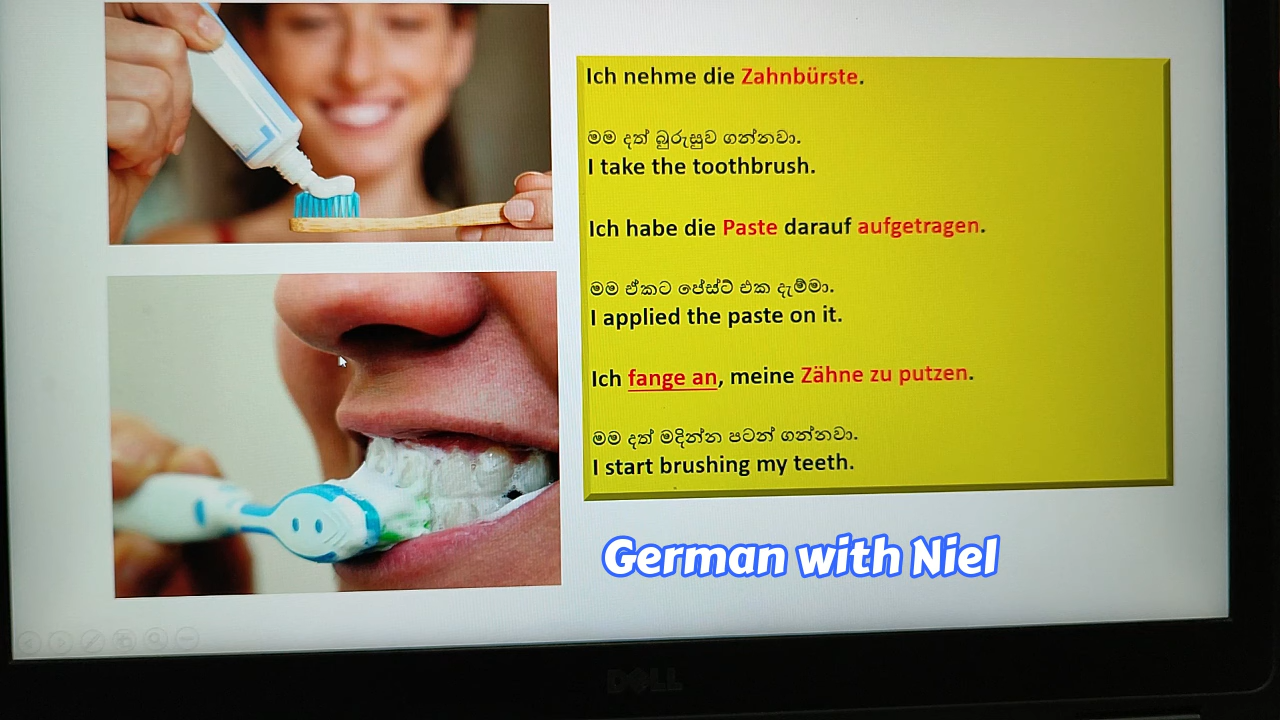 Ich nehme die Zahnbürste.
මම දත් බුරුසුව ගන්නවා.
I take the toothbrush.
Ich habe die Paste darauf aufgetragen.
මම ඒකට පේස්ට් එක දැම්මා.
I applied the paste on it.
Ich fange an, meine Zähne zu putzen.
මම දත් මදින්න පටන් ගන්නවා.
I start brushing my teeth.
German with Niel
DELL